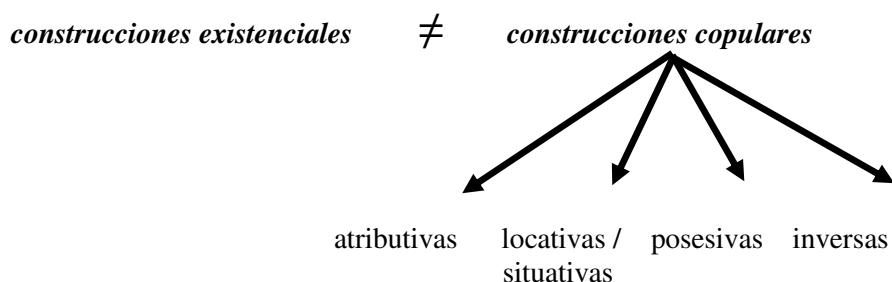 construcciones existenciales ≠ construcciones copulares
atributivas locativas / posesivas inversas
situativas